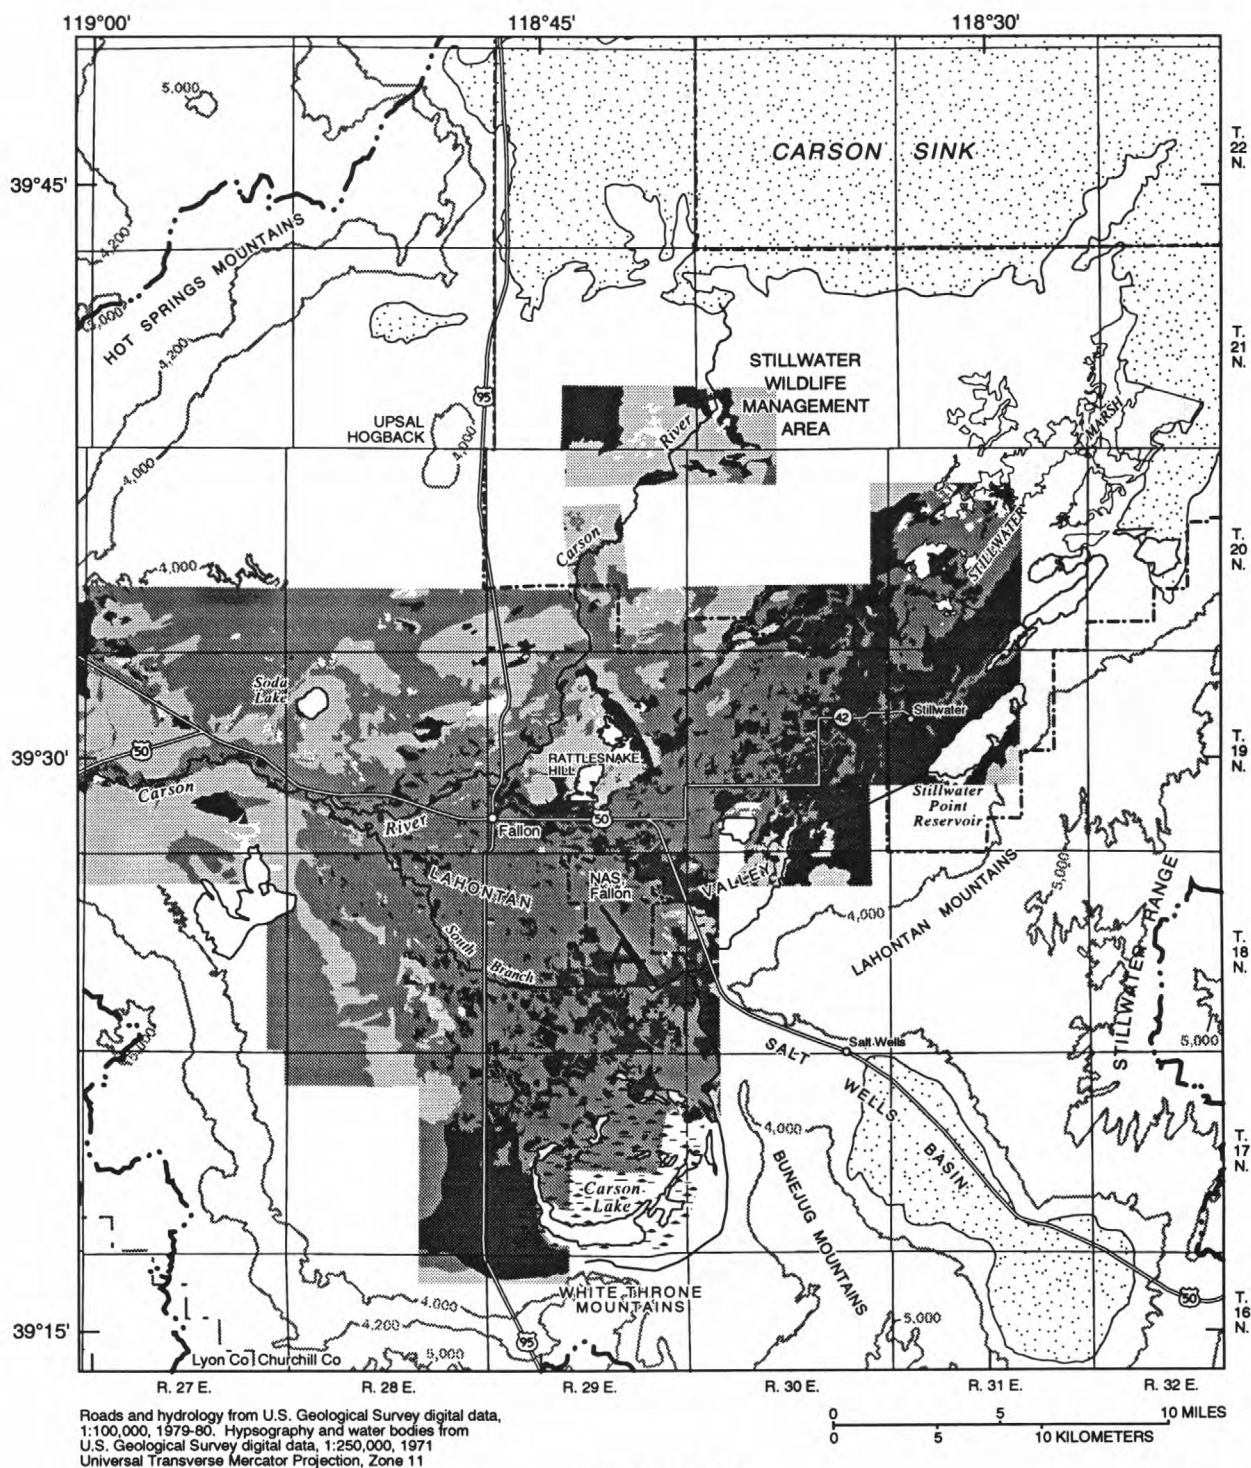 119°00'
118°45'
118°30'
5,000
CARSON SINK
T.
22
N.
39°45'
4,200
HOT SPRINGS MOUNTAINS
5,000
4,200
T.
21
N.
STILLWATER
WILDLIFE
MANAGEMENT
AREA
95
UPSAL
HOGBACK
4,000
River
MARSH
4,000
Carson
STILLWATER
T.
20
N.
4,000
Soda
Lake
42
Stillwater
50
39°30'
RATTLESNAKE
HILL
T.
19
N.
Carson
River
Fallon
50
Stillwater
Point
Reservoir
LAHONTAN
VALLEY
NAS
Fallon
4,000
LAHONTAN MOUNTAINS
5,000
STILLWATER RANGE
T.
18
N.
South
Branch
5,000
Salt Wells
5,000
SALT
WELLS
BASIN
4,000
BUNEJUG MOUNTAINS
T.
17
N.
Carson
Lake
WHITE THRONE
MOUNTAINS
4,000
4,200
5,000
95
5,000
50
T.
16
N.
39°15'
Lyon Co Churchill Co
R. 27 E.
R. 28 E.
R. 29 E.
R. 30 E.
R. 31 E.
R. 32 E.
Roads and hydrology from U.S. Geological Survey digital data,
1:100,000, 1979-80. Hypsography and water bodies from
U.S. Geological Survey digital data, 1:250,000, 1971
Universal Transverse Mercator Projection, Zone 11
0 5 10 MILES
0 5 10 KILOMETERS